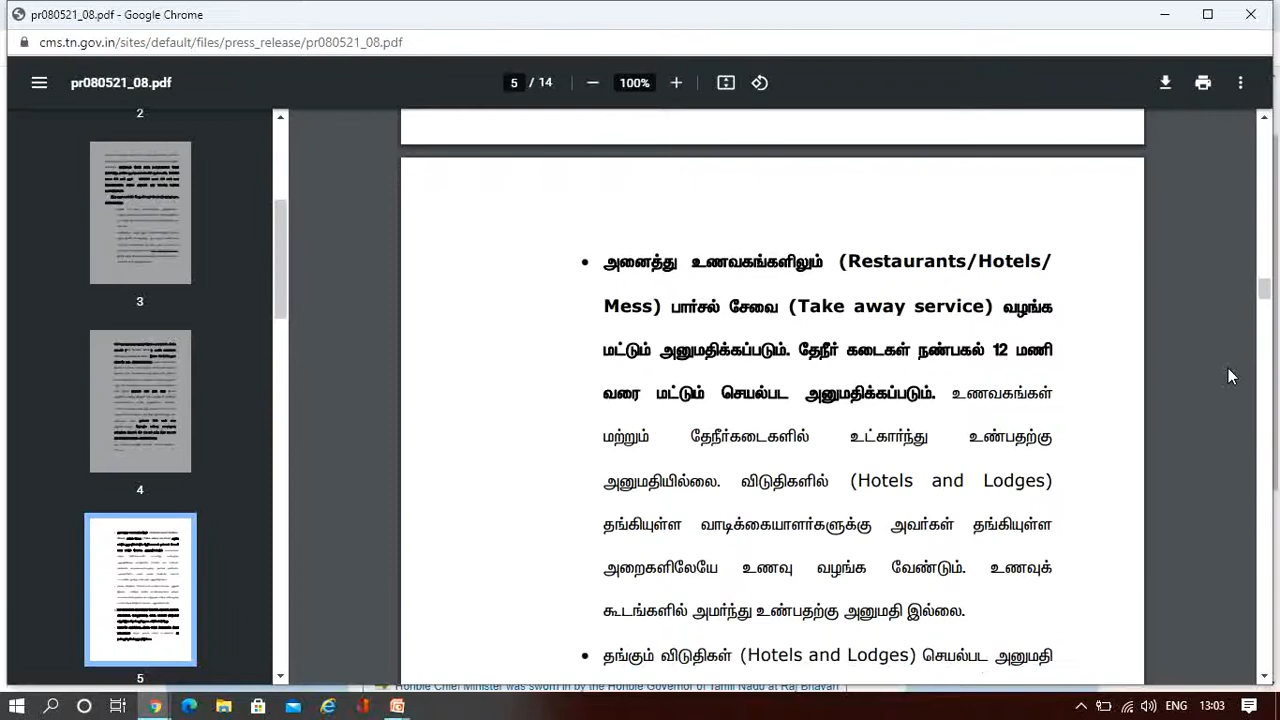 pr080521_08.pdf - Google Chrome
cms.tn.gov.in/sites/default/files/press_release/pr080521_08.pdf
pr080521_08.pdf
5 / 14
100%
2
3
4
5
• அனைத்து உணவகங்களிலும் (Restaurants/Hotels/
Mess) பார்சல் சேவை (Take away service) வழங்க
மட்டும் அனுமதிக்கப்படும். தேநீர் கடைகள் நண்பகல் 12 மணி
வரை மட்டும் செயல்பட அனுமதிக்கப்படும். உணவகங்கள்
மற்றும் தேநீர்கடைகளில் உட்கார்ந்து உண்பதற்கு
அனுமதியில்லை. விடுதிகளில் (Hotels and Lodges)
தங்கியுள்ள வாடிக்கையாளர்களுக்கு அவர்கள் தங்கியுள்ள
அறைகளிலேயே உணவு வழங்க வேண்டும். உணவுக்
கூடங்களில் அமர்ந்து உண்பதற்கு அனுமதி இல்லை.
• தங்கும் விடுதிகள் (Hotels and Lodges) செயல்பட அனுமதி
Honble Chief Minister was sworn in by the Honble Governor of Tamil Nadu at Raj Bhavan
ENG 13:03